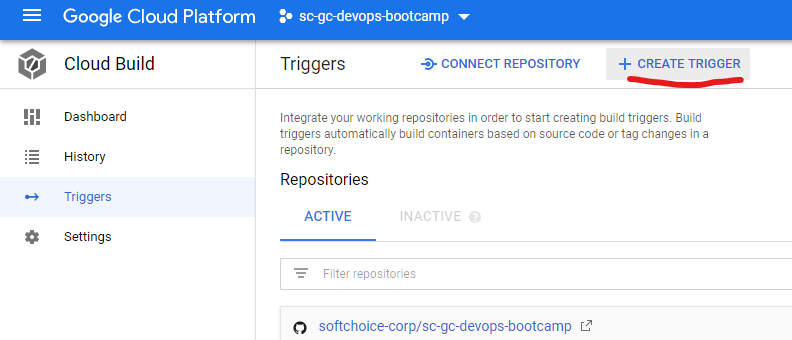 Google Cloud Platform
sc-gc-devops-bootcamp
Cloud Build
Triggers
CONNECT REPOSITORY
CREATE TRIGGER
Dashboard
History
Triggers
Settings
Integrate your working repositories in order to start creating build triggers. Build
triggers automatically build containers based on source code or tag changes in a
repository.
Repositories
ACTIVE
INACTIVE
Filter repositories
softchoice-corp/sc-gc-devops-bootcamp